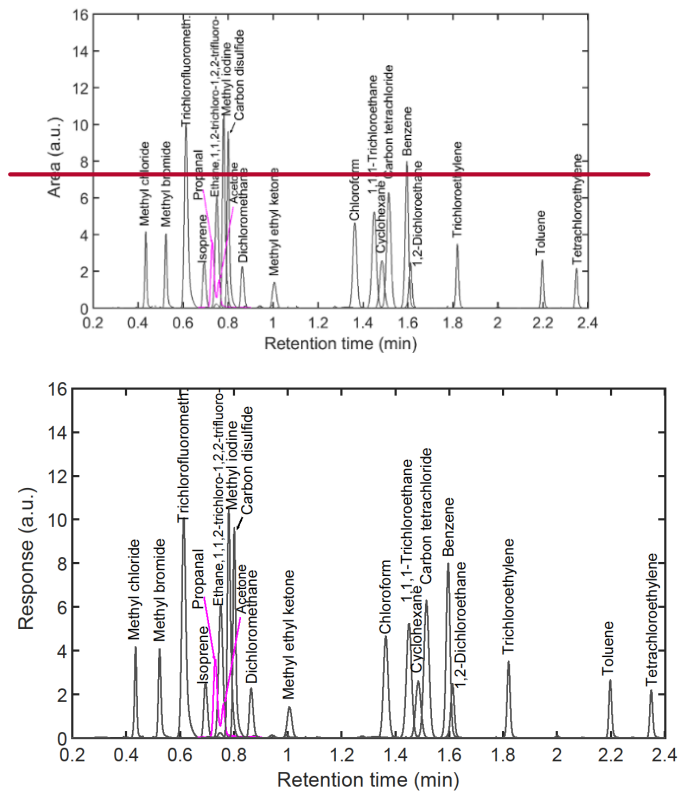 16
14
12
10
8
6
4
2
0
Area (a.u.)
Methyl chloride
Methyl bromide
Trichlorofluorometh.
Isoprene
Propanal
Ethane,1,1,2-trichloro-1,2,2-trifluoro-
Methyl iodine
Carbon disulfide
Acetone
Dichloromethane
Methyl ethyl ketone
Chloroform
1,1,1-Trichloroethane
Cyclohexane
Carbon tetrachloride
Benzene
1,2-Dichloroethane
Trichloroethylene
Toluene
Tetrachloroethylene
0.2 0.4 0.6 0.8 1 1.2 1.4 1.6 1.8 2 2.2 2.4
Retention time (min)
16
14
12
10
8
6
4
2
0
Response (a.u.)
Methyl chloride
Methyl bromide
Trichlorofluorometh.
Isoprene
Propanal
Ethane,1,1,2-trichloro-1,2,2-trifluoro-
Methyl iodine
Carbon disulfide
Acetone
Dichloromethane
Methyl ethyl ketone
Chloroform
1,1,1-Trichloroethane
Cyclohexane
Carbon tetrachloride
Benzene
1,2-Dichloroethane
Trichloroethylene
Toluene
Tetrachloroethylene
0.2 0.4 0.6 0.8 1 1.2 1.4 1.6 1.8 2 2.2 2.4
Retention time (min)